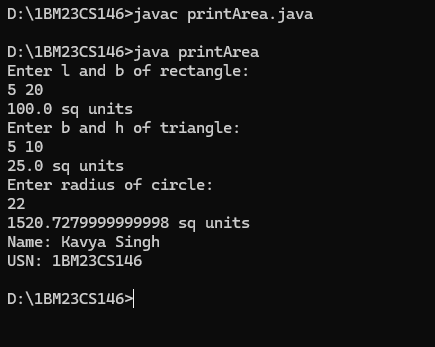 D:\1BM23CS146>javac printArea.java
D:\1BM23CS146>java printArea
Enter l and b of rectangle:
5 20
100.0 sq units
Enter b and h of triangle:
5 10
25.0 sq units
Enter radius of circle:
22
1520.7279999999998 sq units
Name: Kavya Singh
USN: 1BM23CS146
D:\1BM23CS146>